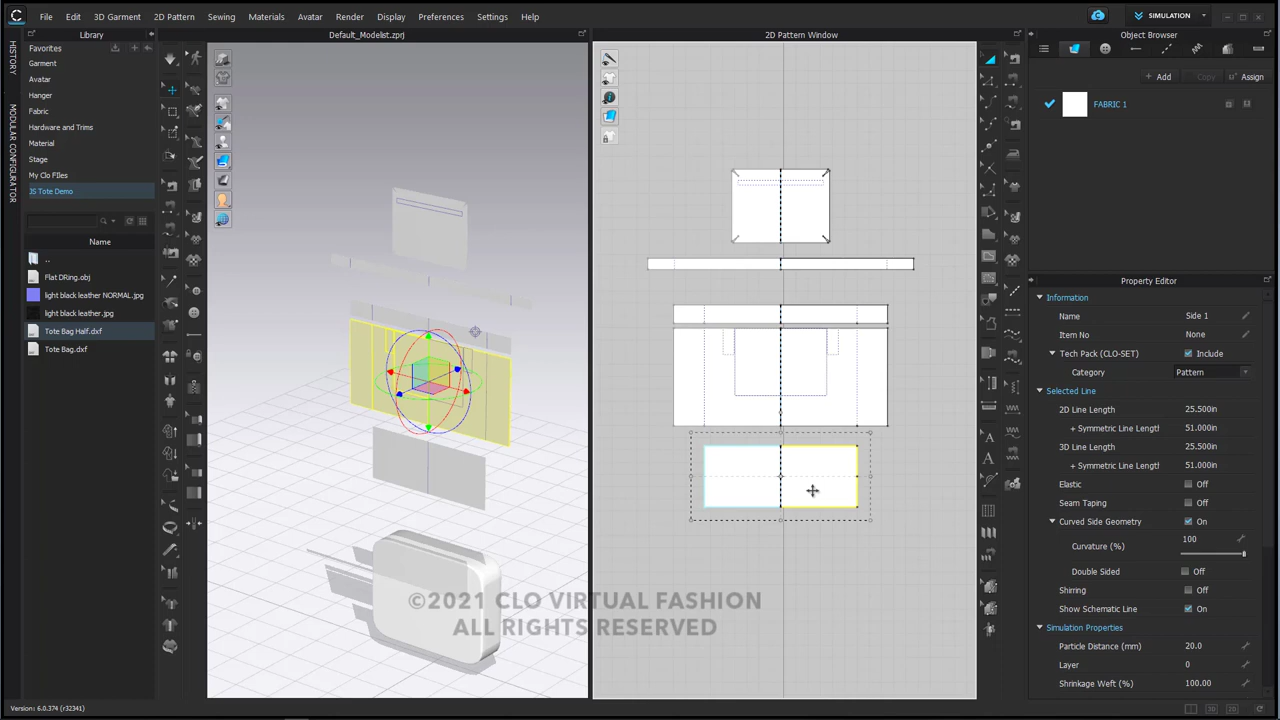 File Edit 3D Garment 2D Pattern Sewing Materials Avatar Render Display Preferences Settings Help SIMULATION
Library Default_Modelist.zprj 2D Pattern Window Object Browser
HISTORY
MODULAR CONFIGURATOR
Favorites
Garment
Avatar
Hanger
Fabric
Hardware and Trims
Material
Stage
My Clo FIles
JS Tote Demo
Name
..
Flat DRing.obj
light black leather NORMAL.jpg
light black leather.jpg
Tote Bag Half.dxf
Tote Bag.dxf
+ Add Copy Assign
FABRIC 1
Property Editor
Information
Name Side 1
Item No None
Tech Pack (CLO-SET) Include
Category Pattern
Selected Line
2D Line Length 25.500in
+ Symmetric Line Lengtl 51.000in
3D Line Length 25.500in
+ Symmetric Line Lengtl 51.000in
Elastic Off
Seam Taping Off
Curved Side Geometry On
Curvature (%) 100
Double Sided Off
Shirring Off
Show Schematic Line On
Simulation Properties
Particle Distance (mm) 20.0
Layer 0
Shrinkage Weft (%) 100.00
©2021 CLO VIRTUAL FASHION
ALL RIGHTS RESERVED
Version: 6.0.374 (r32341)
3D 2D